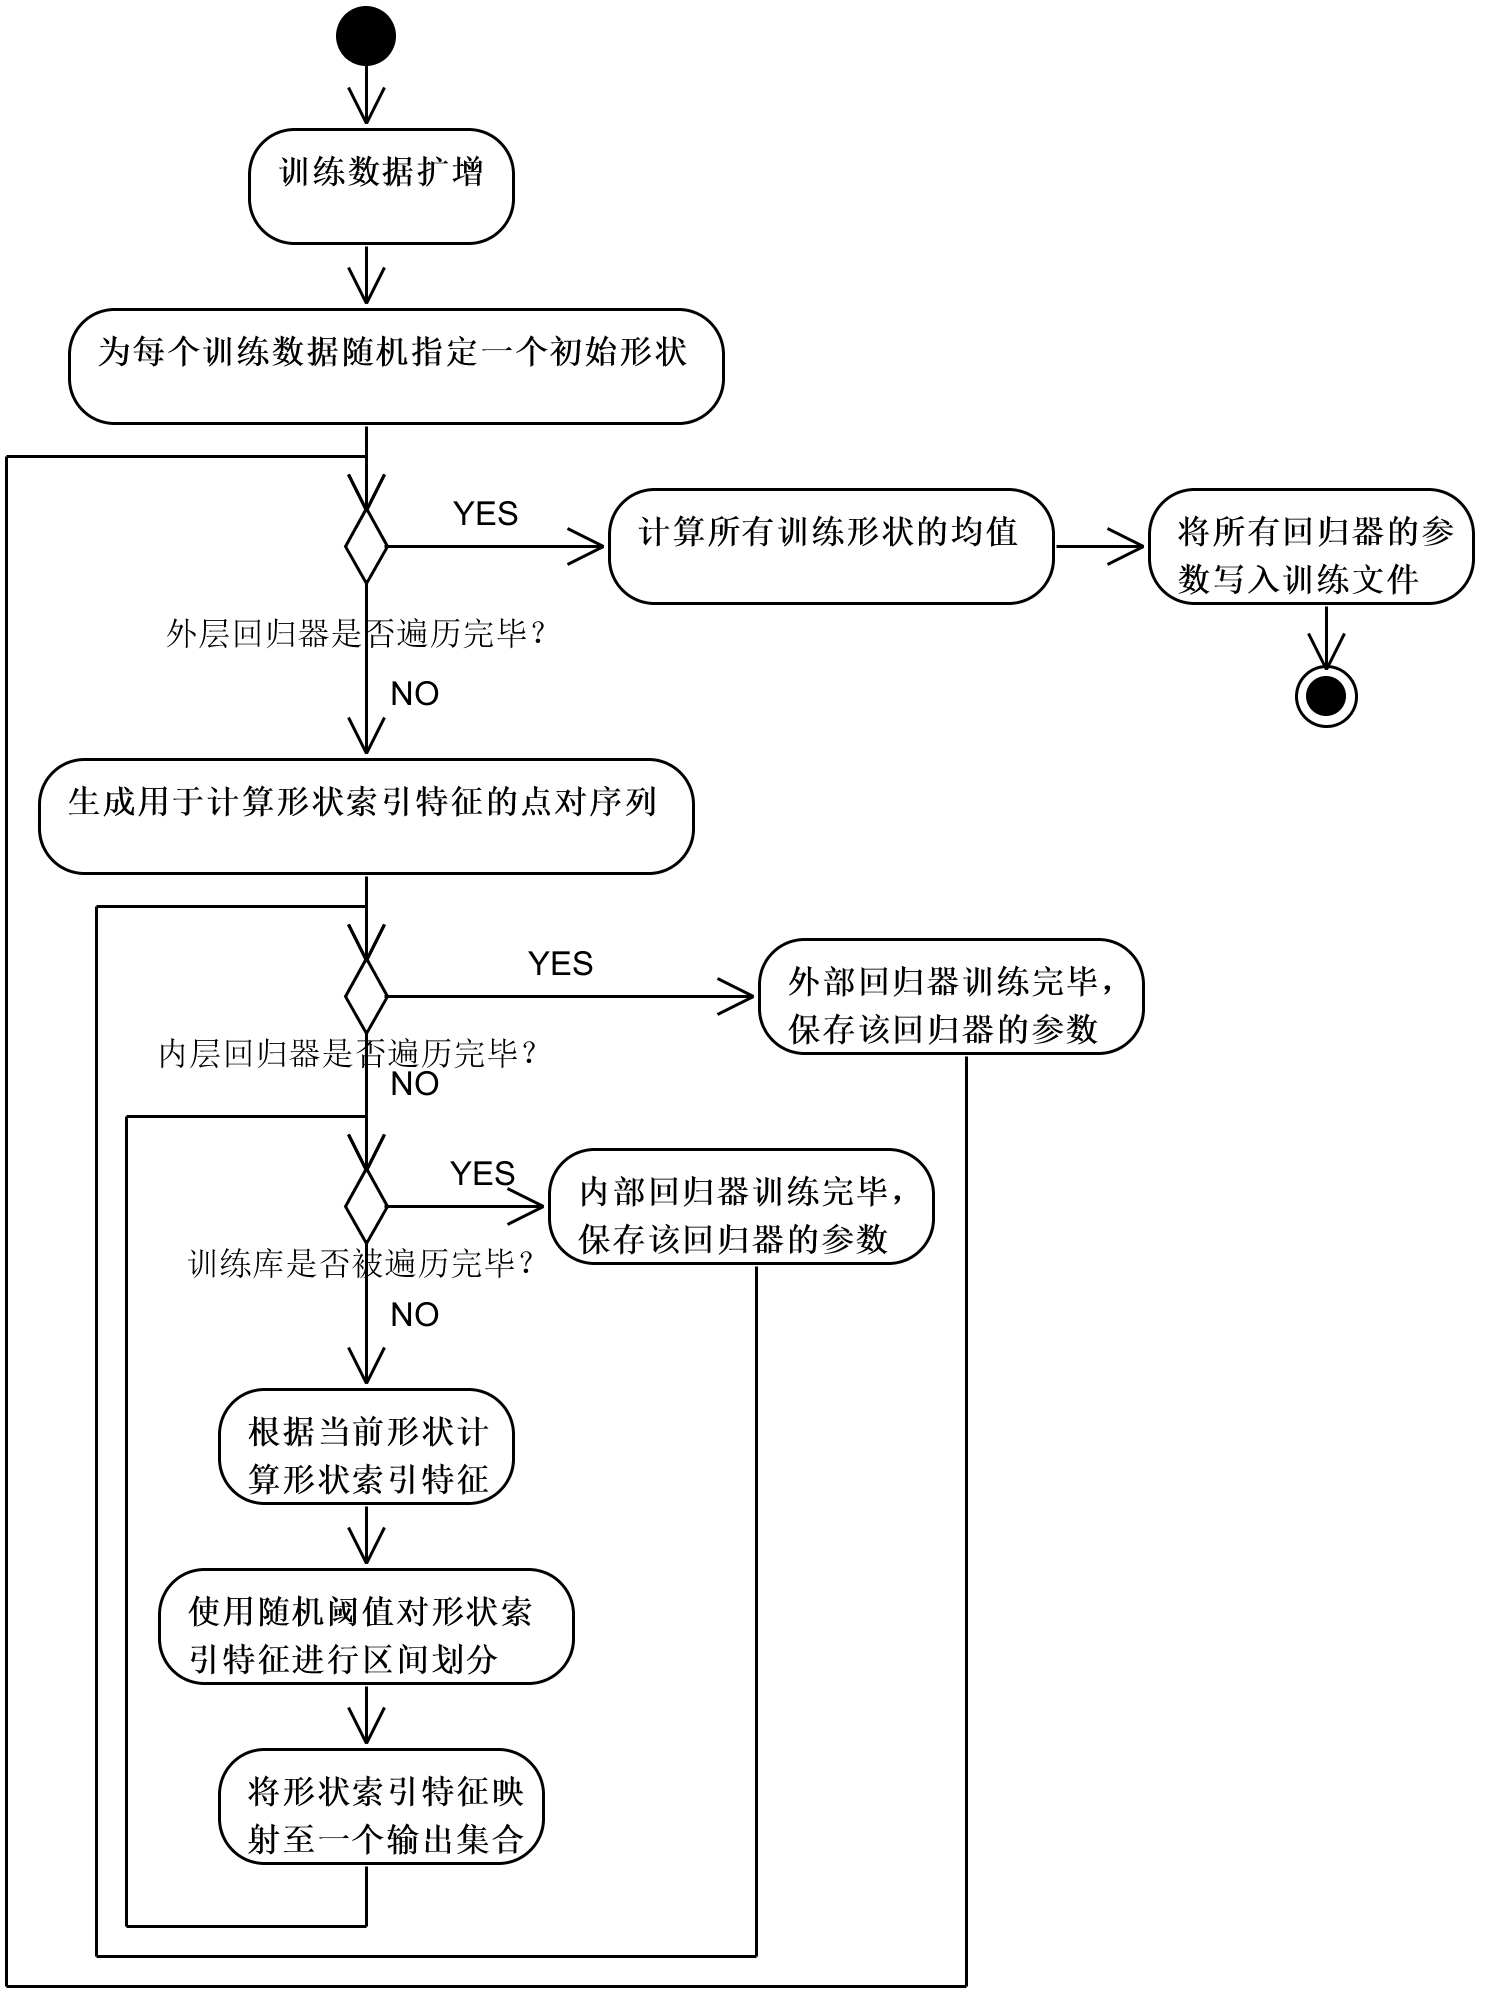 训练数据扩增
为每个训练数据随机指定一个初始形状
YES
计算所有训练形状的均值
将所有回归器的参
数写入训练文件
外层回归器是否遍历完毕？
NO
生成用于计算形状索引特征的点对序列
YES
外部回归器训练完毕，
保存该回归器的参数
内层回归器是否遍历完毕？
NO
YES
内部回归器训练完毕，
保存该回归器的参数
训练库是否被遍历完毕？
NO
根据当前形状计
算形状索引特征
使用随机阈值对形状索
引特征进行区间划分
将形状索引特征映
射至一个输出集合